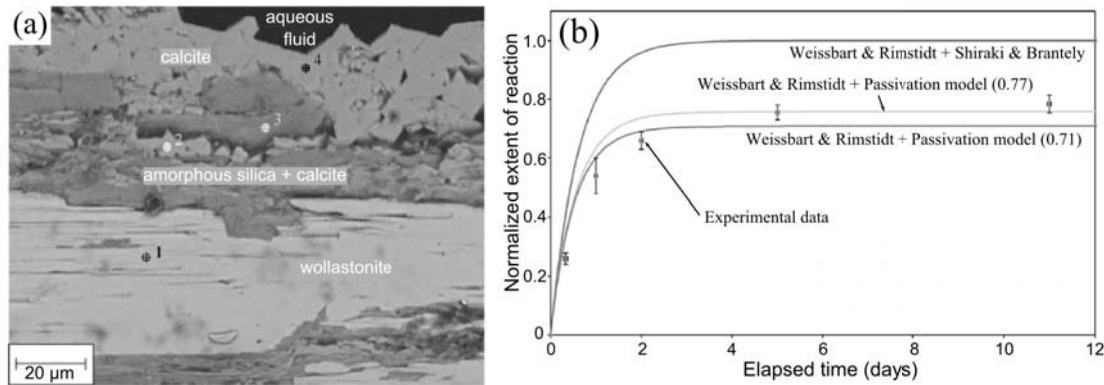 (a)
aqueous
fluid
calcite
4
3
2
amorphous silica + calcite
1
wollastonite
20 µm
(b)
Normalized extent of reaction
1.0
0.8
0.6
0.4
0.2
0
Weissbart & Rimstidt + Shiraki & Brantely
Weissbart & Rimstidt + Passivation model (0.77)
Weissbart & Rimstidt + Passivation model (0.71)
Experimental data
0 2 4 6 8 10 12
Elapsed time (days)